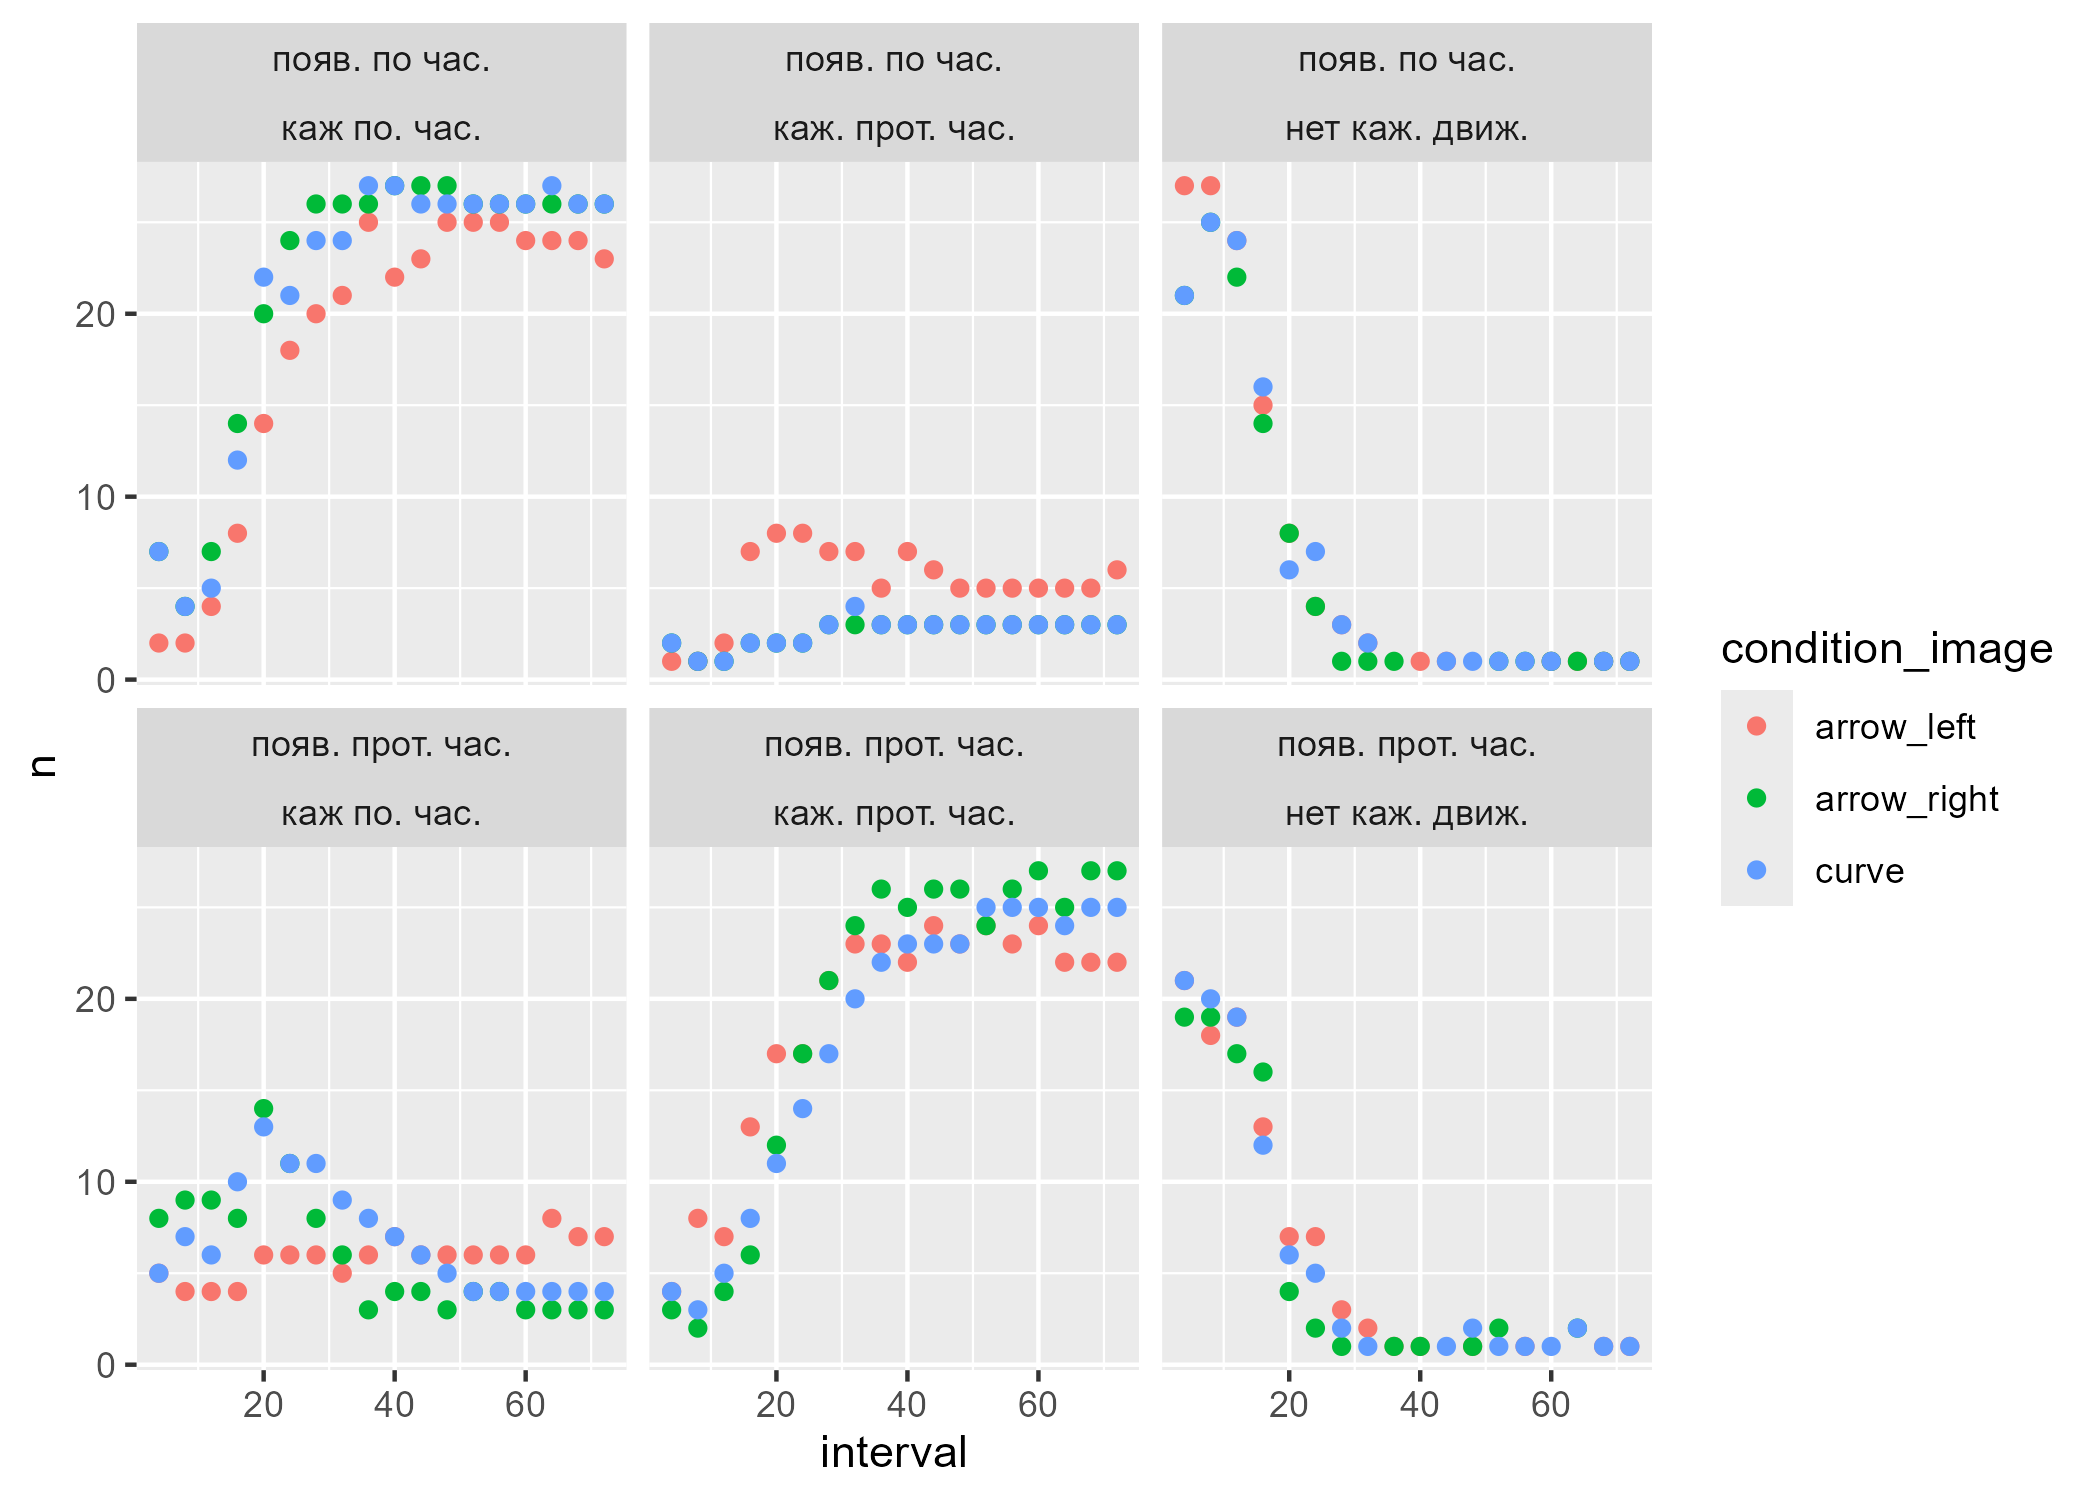 появ. по час.
каж по. час.
появ. по час.
каж. прот. час.
появ. по час.
нет каж. движ.
20
10
0
появ. прот. час.
каж по. час.
появ. прот. час.
каж. прот. час.
появ. прот. час.
нет каж. движ.
20
10
0
20
40
60
20
40
60
20
40
60
n
interval
condition_image
arrow_left
arrow_right
curve